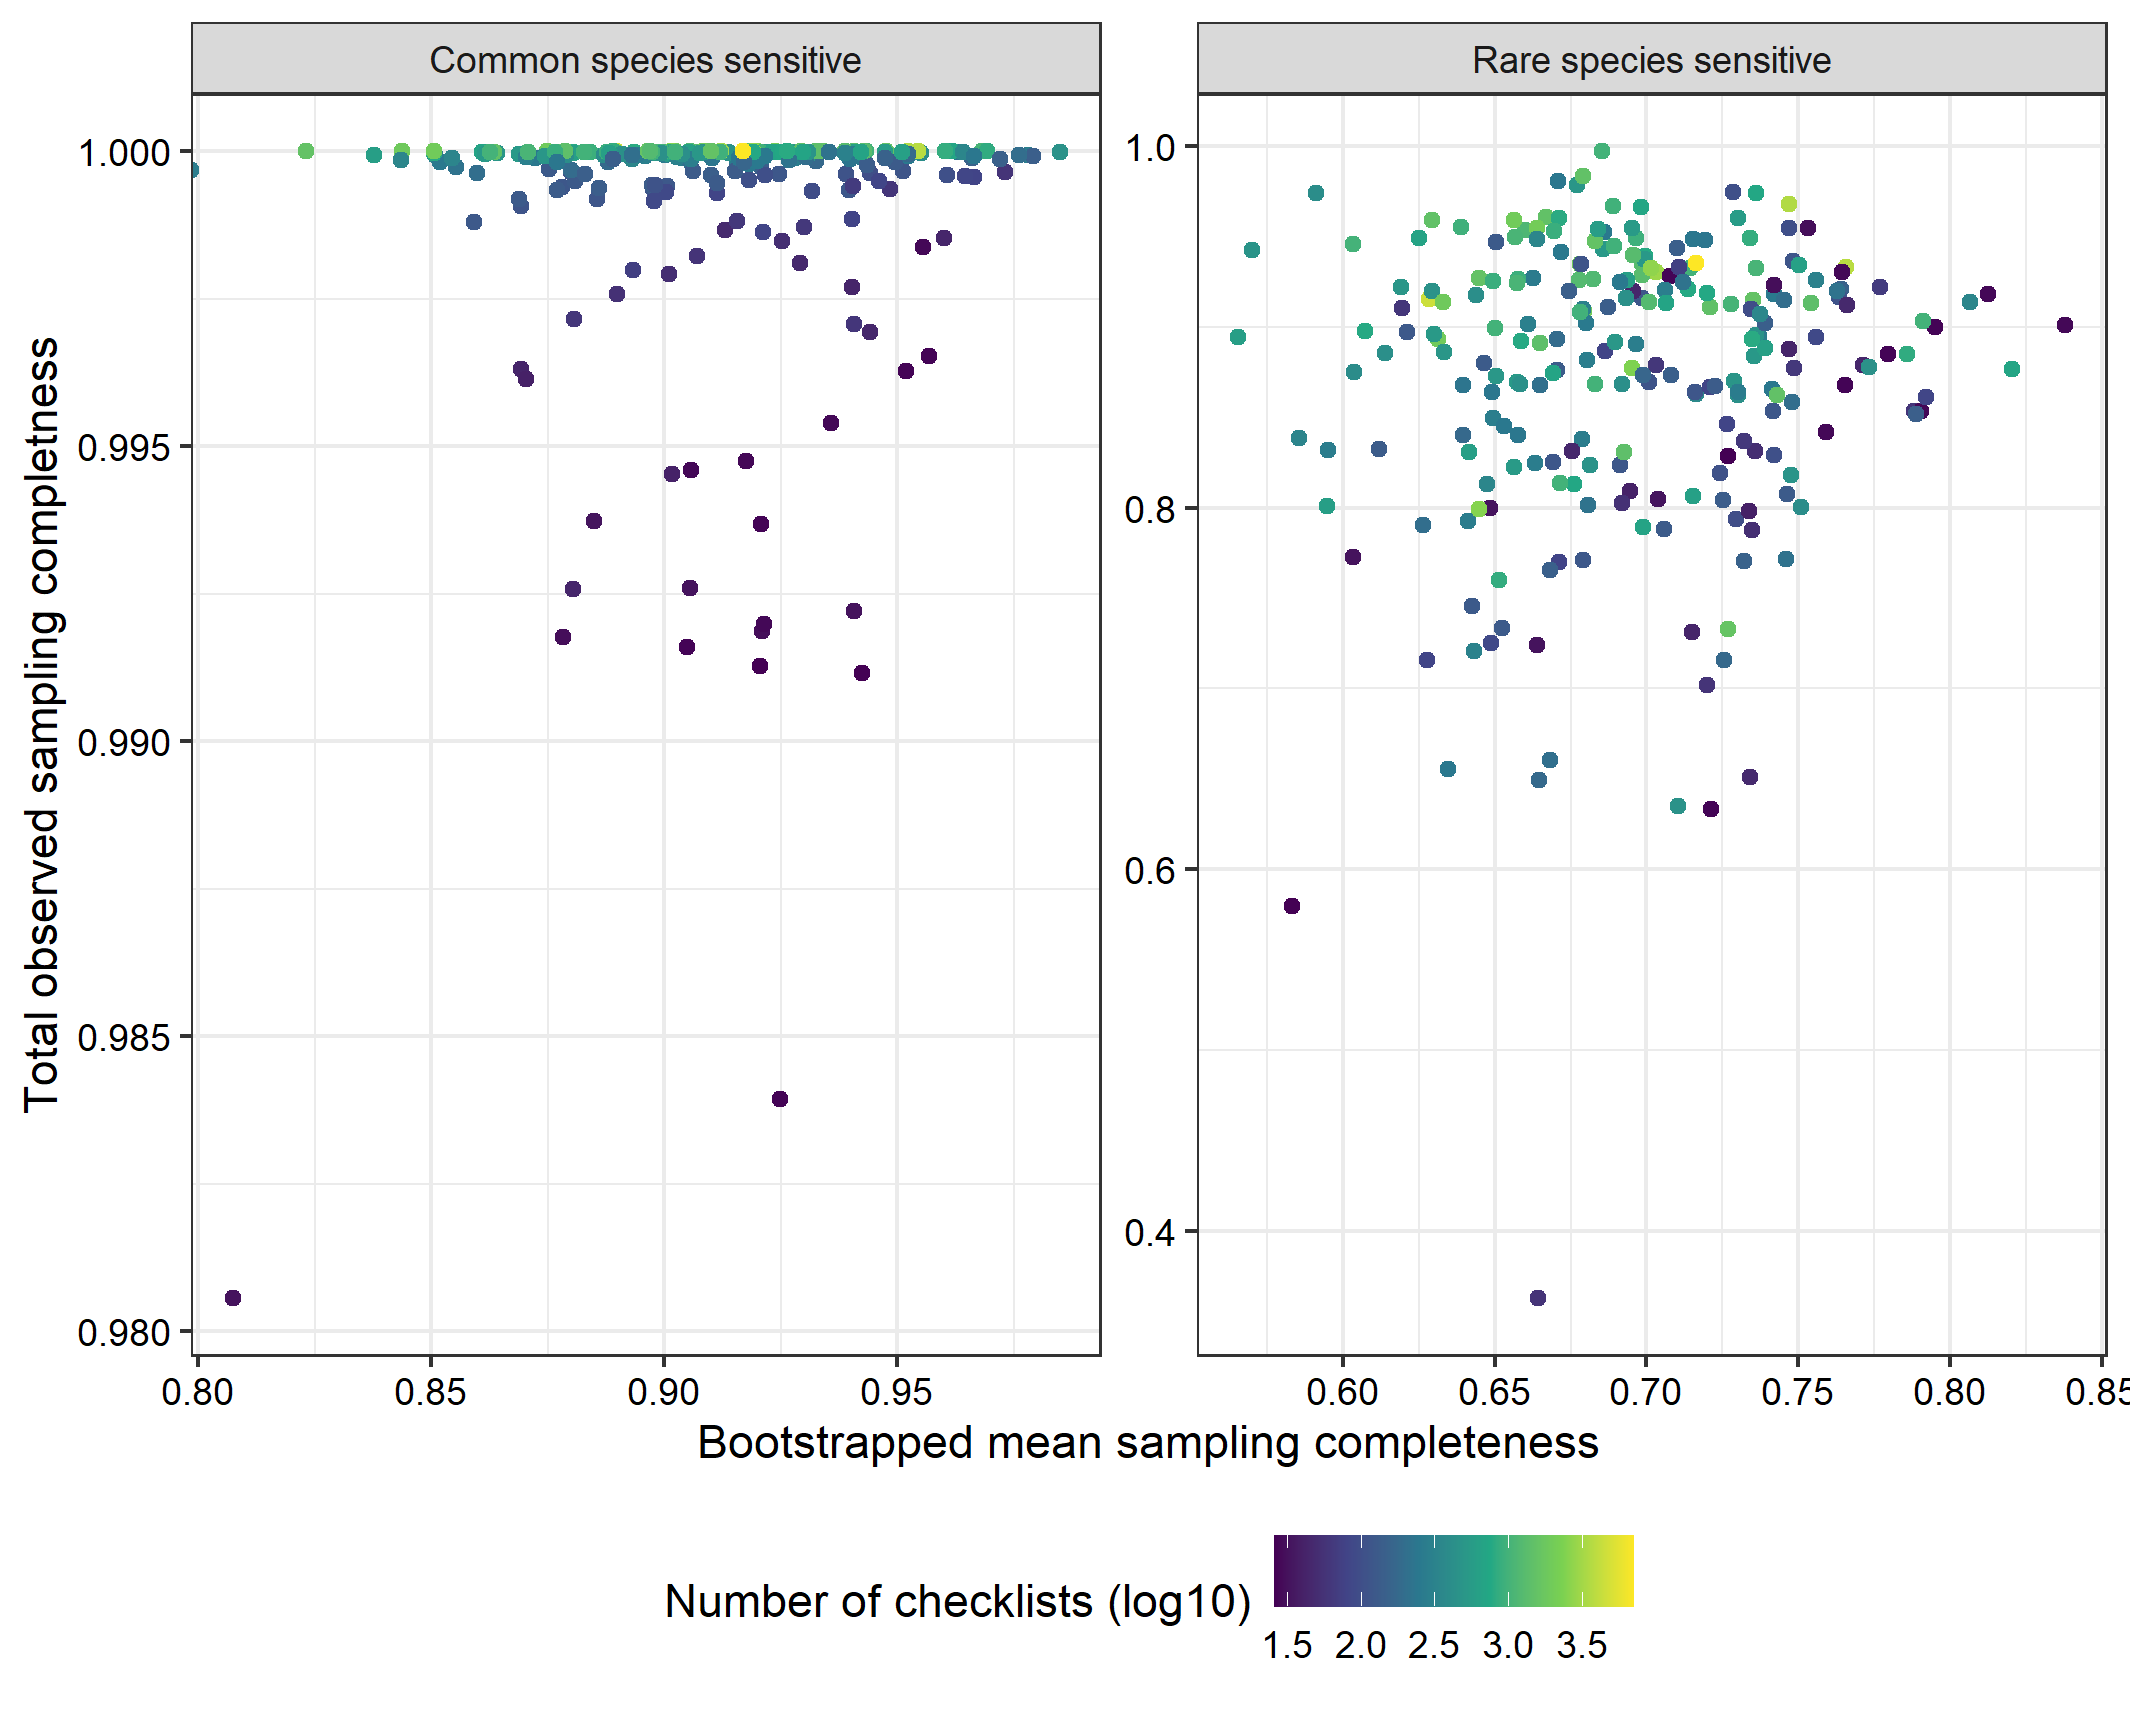 Common species sensitive
Rare species sensitive
Total observed sampling completness
1.000
0.995
0.990
0.985
0.980
1.0
0.8
0.6
0.4
0.80 0.85 0.90 0.95
0.60 0.65 0.70 0.75 0.80 0.85
Bootstrapped mean sampling completeness
Number of checklists (log10)
1.5 2.0 2.5 3.0 3.5